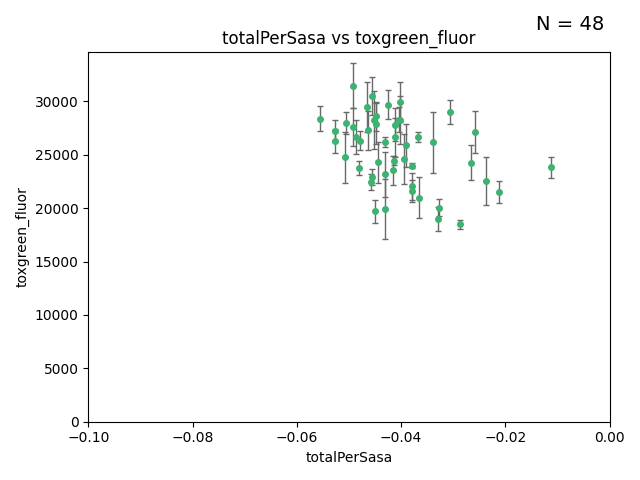 N = 48
totalPerSasa vs toxgreen_fluor
toxgreen_fluor
30000
25000
20000
15000
10000
5000
0
−0.10 −0.08 −0.06 −0.04 −0.02 0.00
totalPerSasa